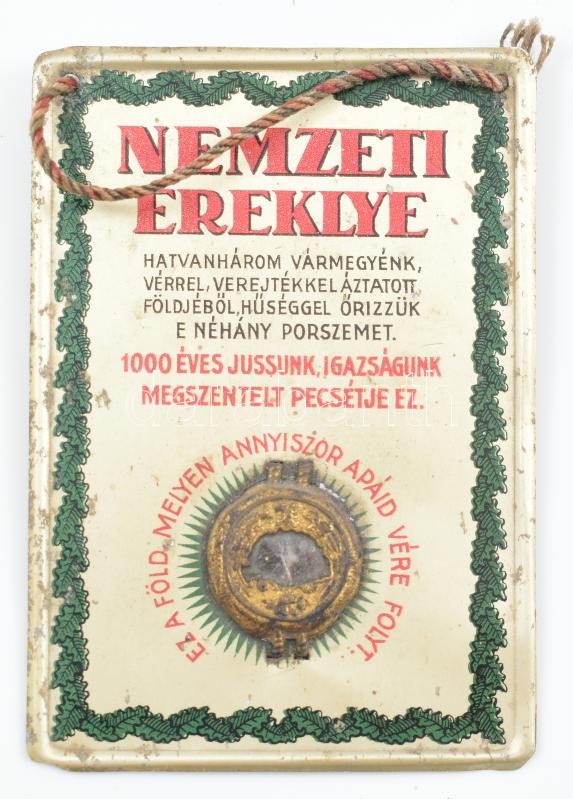 NEMZETI
EREKLYE
HATVANHÁROM VÁRMEGYÉNK,
VÉRREL, VEREJTÉKKEL ÁZTATOTT
FÖLDJÉBŐL, HŰSÉGGEL ŐRIZZÜK
E NÉHÁNY PORSZEMET.
1000 ÉVES JUSSUNK, IGAZSÁGUNK
MEGSZENTELT PECSÉTJE EZ.
darabanth
EZ A FÖLD, MELYEN ANNYISZOR APÁID VÉRE FOLYT.